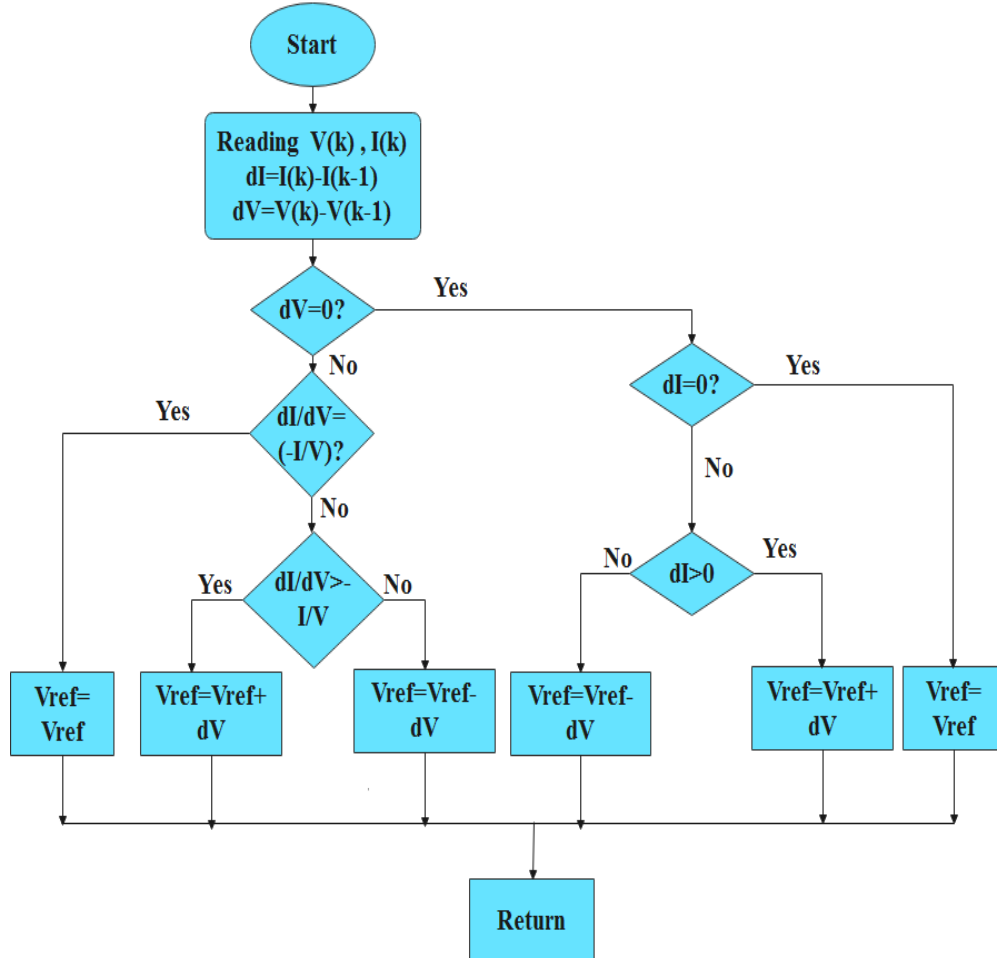 Start
Reading V(k) , I(k)
dI=I(k)-I(k-1)
dV=V(k)-V(k-1)
dV=0?
Yes
No
dI=0?
Yes
Yes
dI/dV=
(-I/V)?
No
No
dI/dV>-
I/V
Yes
No
No
dI>0
Yes
Vref=
Vref
Vref=Vref+
dV
Vref=Vref-
dV
Vref=Vref-
dV
Vref=Vref+
dV
Vref=
Vref
Return